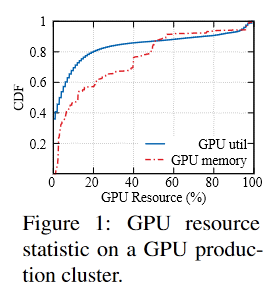 1
0.8
0.6
0.4
0.2
CDF
GPU util
GPU memory
0 20 40 60 80 100
GPU Resource (%)
Figure 1: GPU resource
statistic on a GPU produc-
tion cluster.